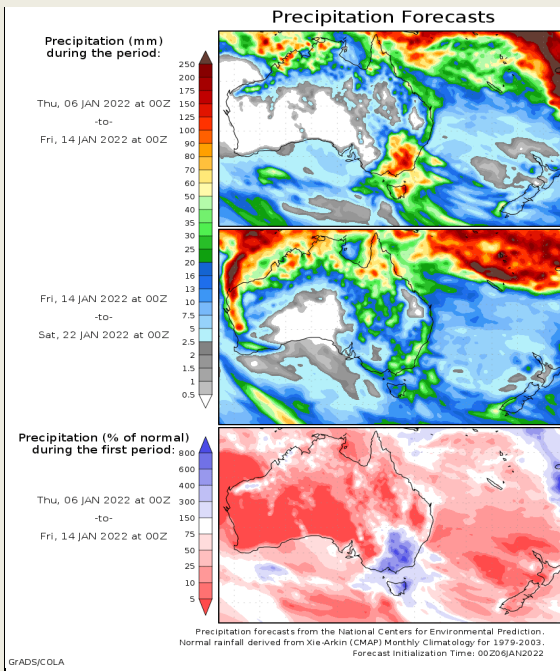 Precipitation Forecasts
Precipitation (mm)
during the period:
Thu, 06 JAN 2022 at 00Z
-to-
Fri, 14 JAN 2022 at 00Z
250
200
175
150
125
100
90
80
70
60
50
40
35
30
25
20
16
13
10
7.5
5
2.5
2
1.5
1
0.5
Fri, 14 JAN 2022 at 00Z
-to-
Sat, 22 JAN 2022 at 00Z
Precipitation (% of normal)
during the first period:
Thu, 06 JAN 2022 at 00Z
-to-
Fri, 14 JAN 2022 at 00Z
800
600
400
300
150
75
50
25
10
5
Precipitation forecasts from the National Centers for Environmental Prediction.
Normal rainfall derived from Xie-Arkin (CMAP) Monthly Climatology for 1979-2003.
Forecast Initialization Time: 00Z06JAN2022
GrADS/COLA